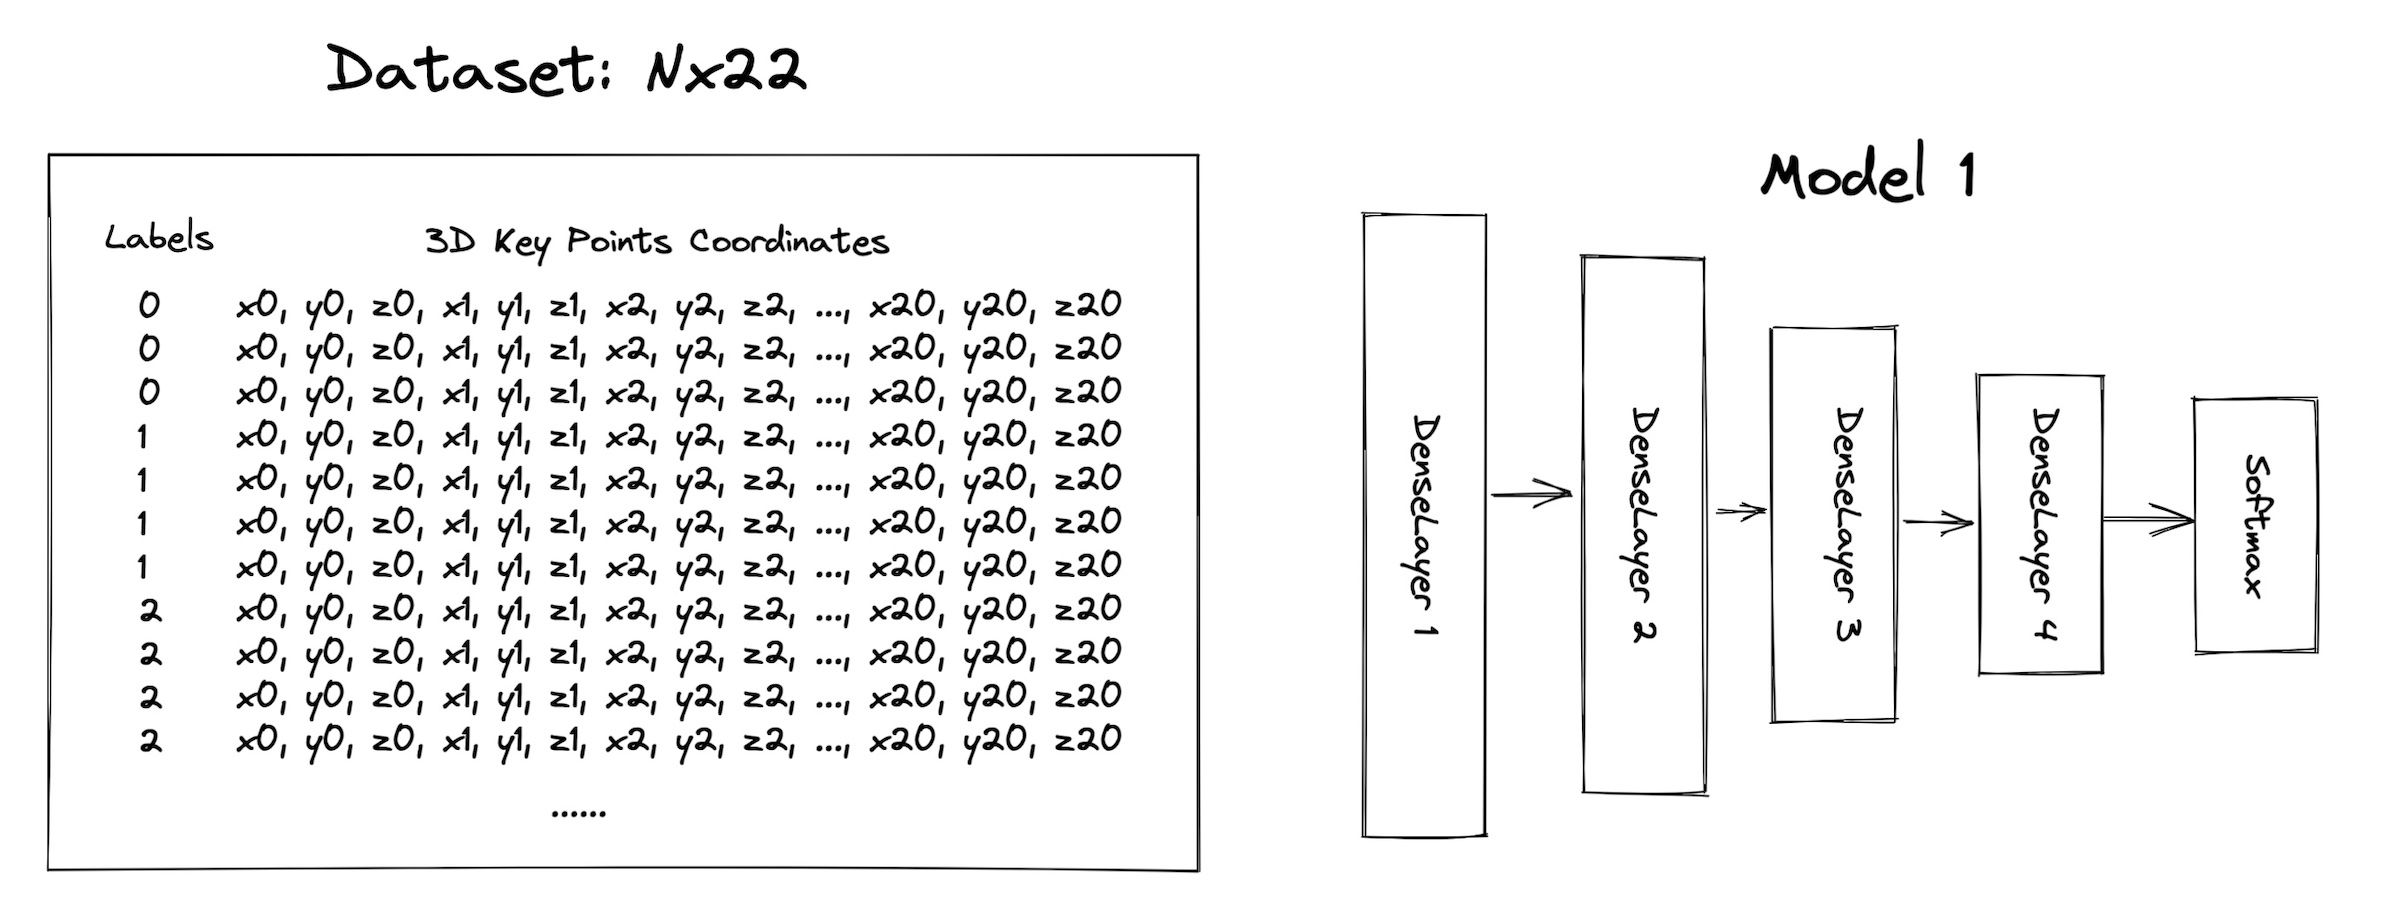 Dataset: Nx22
Labels 3D Key Points Coordinates
0 x0, y0, z0, x1, y1, z1, x2, y2, z2, ..., x20, y20, z20
0 x0, y0, z0, x1, y1, z1, x2, y2, z2, ..., x20, y20, z20
0 x0, y0, z0, x1, y1, z1, x2, y2, z2, ..., x20, y20, z20
1 x0, y0, z0, x1, y1, z1, x2, y2, z2, ..., x20, y20, z20
1 x0, y0, z0, x1, y1, z1, x2, y2, z2, ..., x20, y20, z20
1 x0, y0, z0, x1, y1, z1, x2, y2, z2, ..., x20, y20, z20
1 x0, y0, z0, x1, y1, z1, x2, y2, z2, ..., x20, y20, z20
2 x0, y0, z0, x1, y1, z1, x2, y2, z2, ..., x20, y20, z20
2 x0, y0, z0, x1, y1, z1, x2, y2, z2, ..., x20, y20, z20
2 x0, y0, z0, x1, y1, z1, x2, y2, z2, ..., x20, y20, z20
2 x0, y0, z0, x1, y1, z1, x2, y2, z2, ..., x20, y20, z20
......
Model 1
DenseLayer 1
DenseLayer 2
DenseLayer 3
DenseLayer 4
Softmax